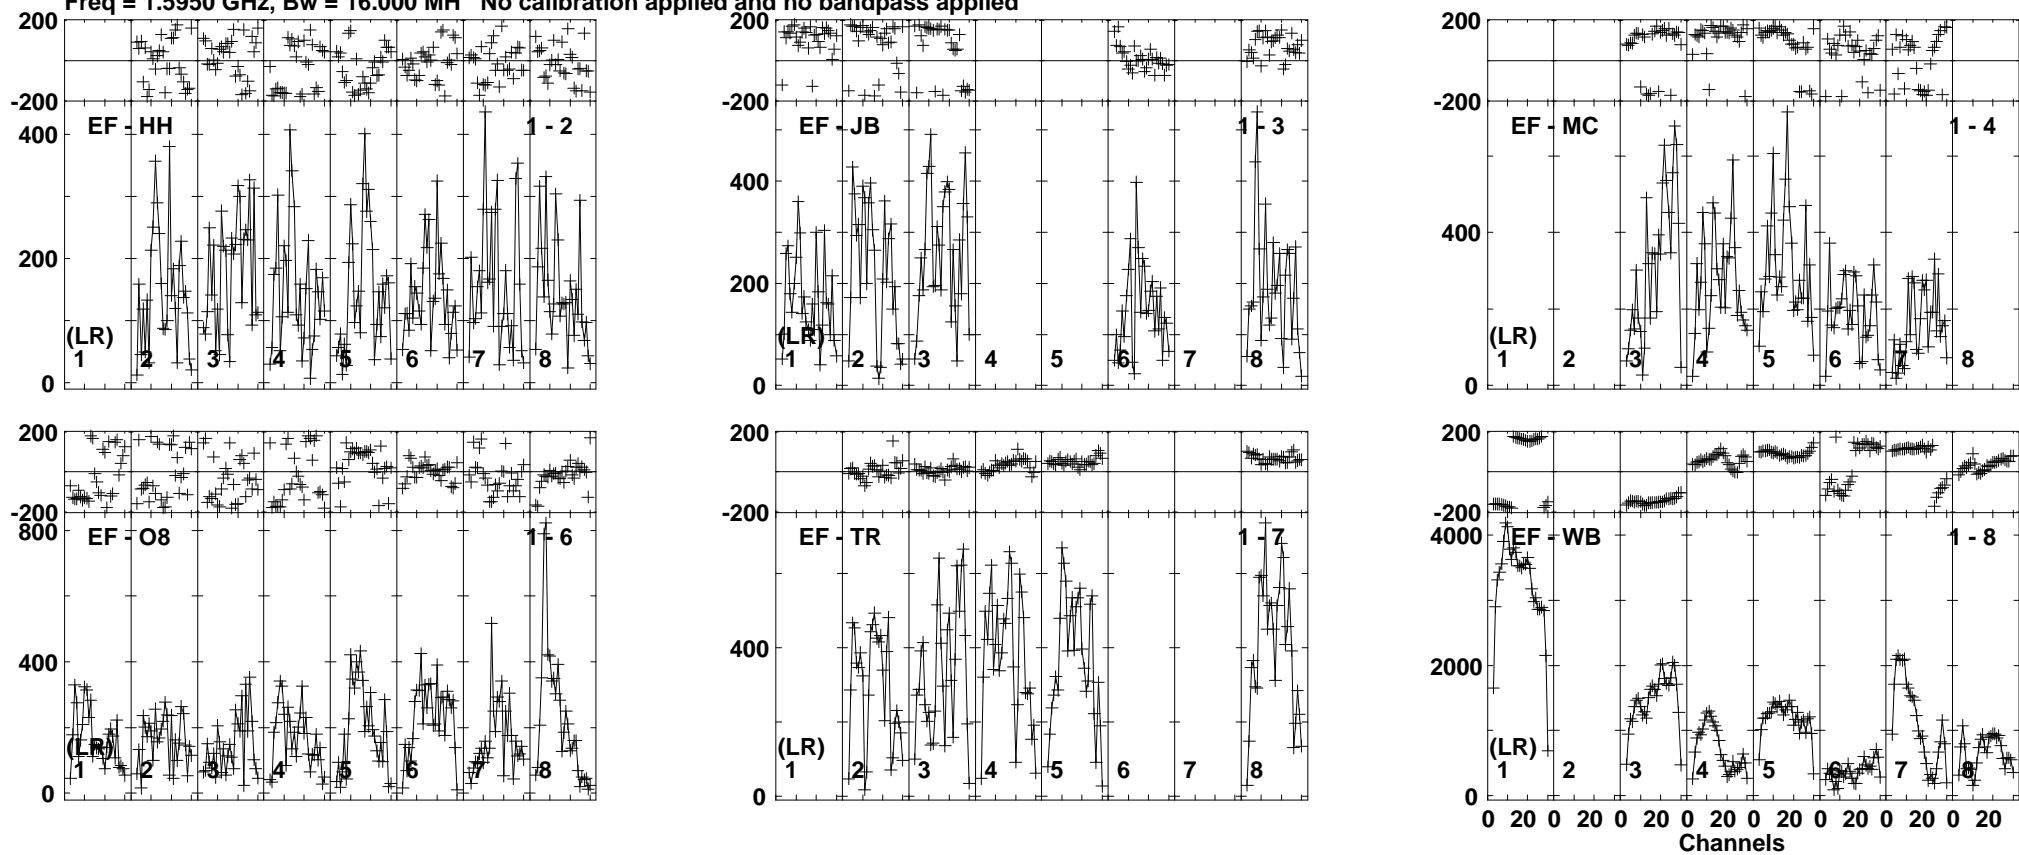 Freq = 1.5950 GHz, Bw = 16.000 MH No calibration applied and no bandpass applied
200
-200
EF - HH 1 - 2
400
200
0
(LR)
1 2 3 4 5 6 7 8
EF - JB 1 - 3
400
200
0
(LR)
1 2 3 4 5 6 7 8
200
-200
EF - MC 1 - 4
400
0
(LR)
1 2 3 4 5 6 7 8
200
-200
200
-200
EF - O8 1 - 6
800
400
0
(LR)
1 2 3 4 5 6 7 8
200
-200
EF - TR 1 - 7
400
0
(LR)
1 2 3 4 5 6 7 8
200
-200
EF - WB 1 - 8
4000
2000
0
(LR)
1 2 3 4 5 6 7 8
0 20 0 20 0 20 0 20 0 20 0 20 0 20 0 20
Channels